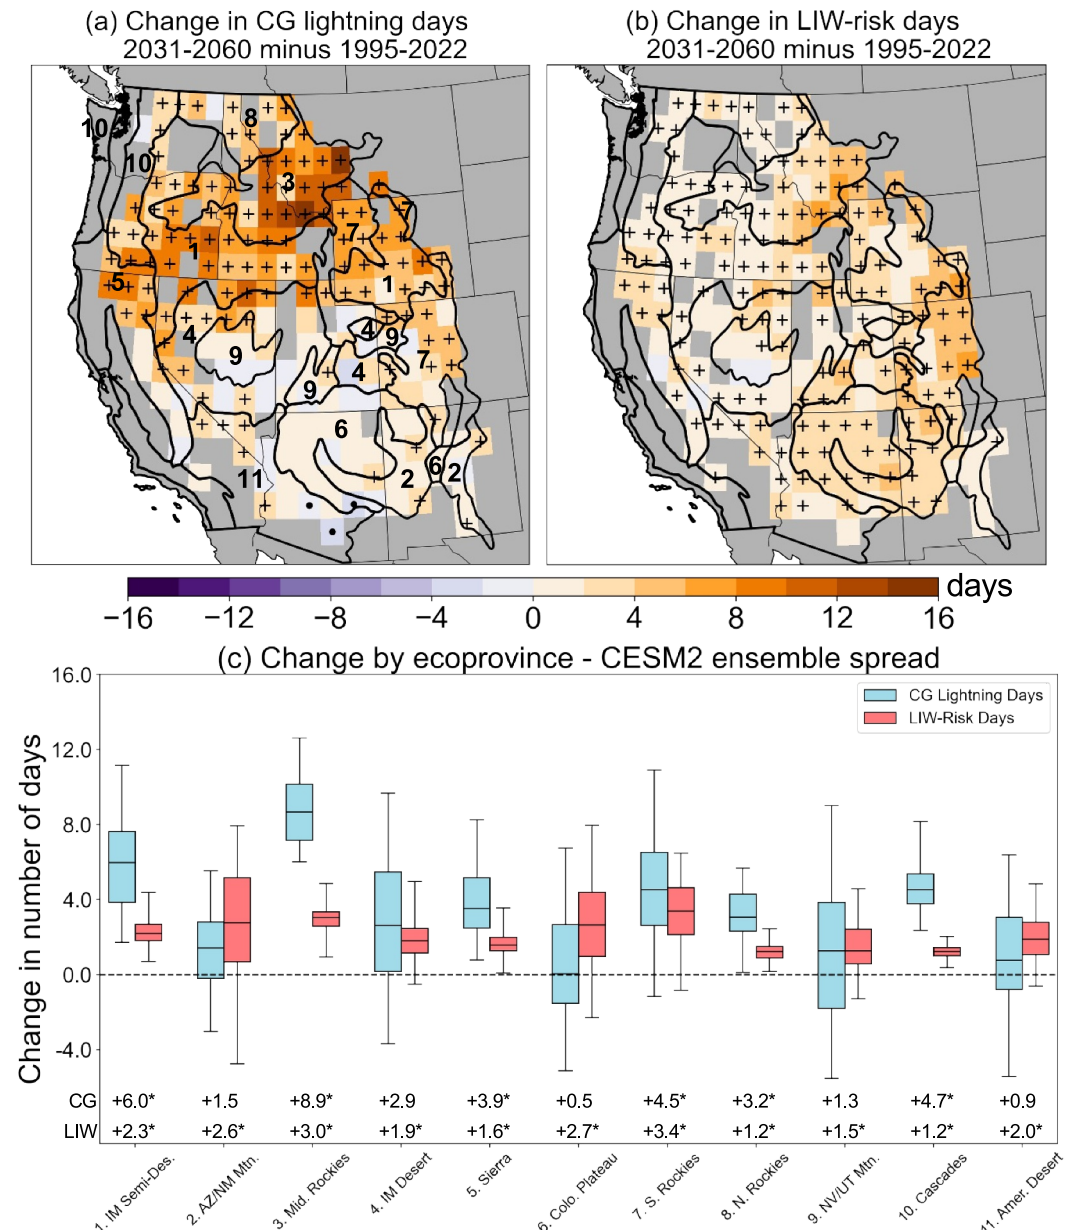 (a) Change in CG lightning days
2031-2060 minus 1995-2022
(b) Change in LIW-risk days
2031-2060 minus 1995-2022
10
8
10
3
7
7
1
5
1
4
4
9
9
7
4
9
6
11
2
6
2
−16
−12
−8
−4
0
4
8
12
16
days
(c) Change by ecoprovince - CESM2 ensemble spread
Change in number of days
16.0
12.0
8.0
4.0
0.0
-4.0
CG Lightning Days
LIW-Risk Days
CG +6.0* +1.5 +8.9* +2.9 +3.9* +0.5 +4.5* +3.2* +1.3 +4.7* +0.9
LIW +2.3* +2.6* +3.0* +1.9* +1.6* +2.7* +3.4* +1.2* +1.5* +1.2* +2.0*
1. IM Semi-Des.
2. AZ/NM Mtn.
3. Mid. Rockies
4. IM Desert
5. Sierra
6. Colo. Plateau
7. S. Rockies
8. N. Rockies
9. NV/UT Mtn.
10. Cascades
11. Amer. Desert